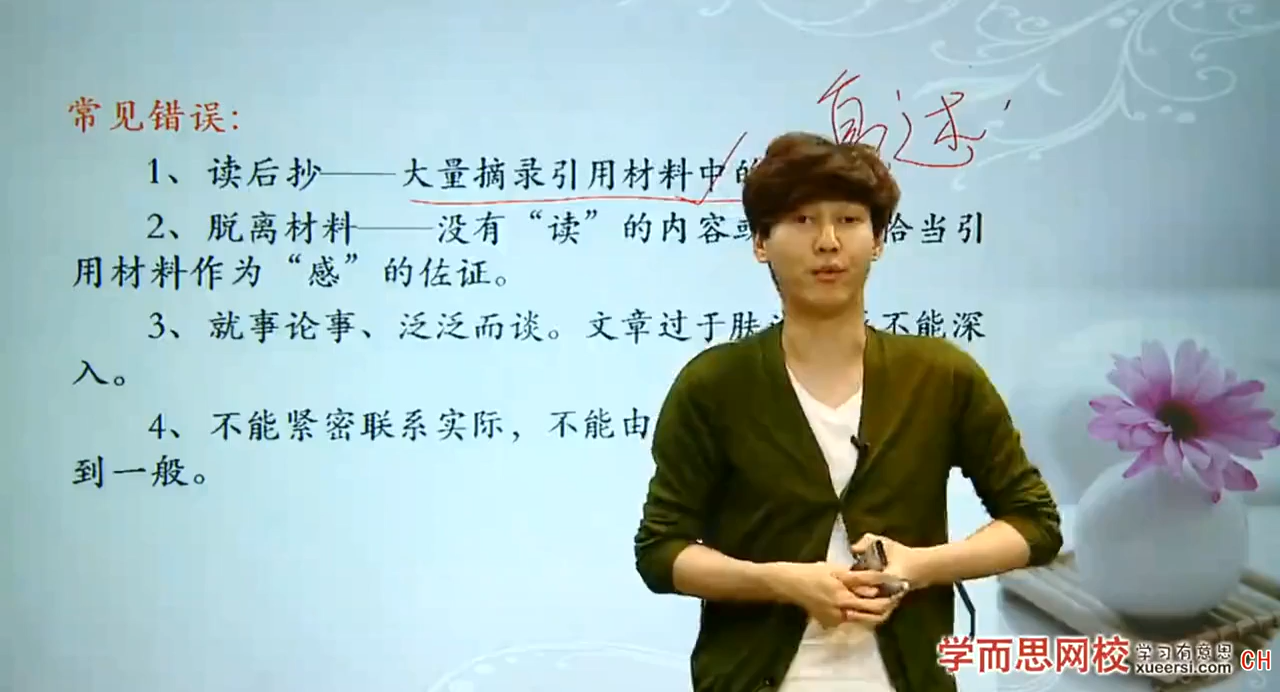 复述
常见错误：
1、读后抄——大量摘录引用材料中的
2、脱离材料——没有“读”的内容或 恰当引
用材料作为“感”的佐证。
3、就事论事、泛泛而谈。文章过于肤 不能深
入。
4、不能紧密联系实际，不能由
到一般。
学而思网校 学习有意思
xueersi.com CH